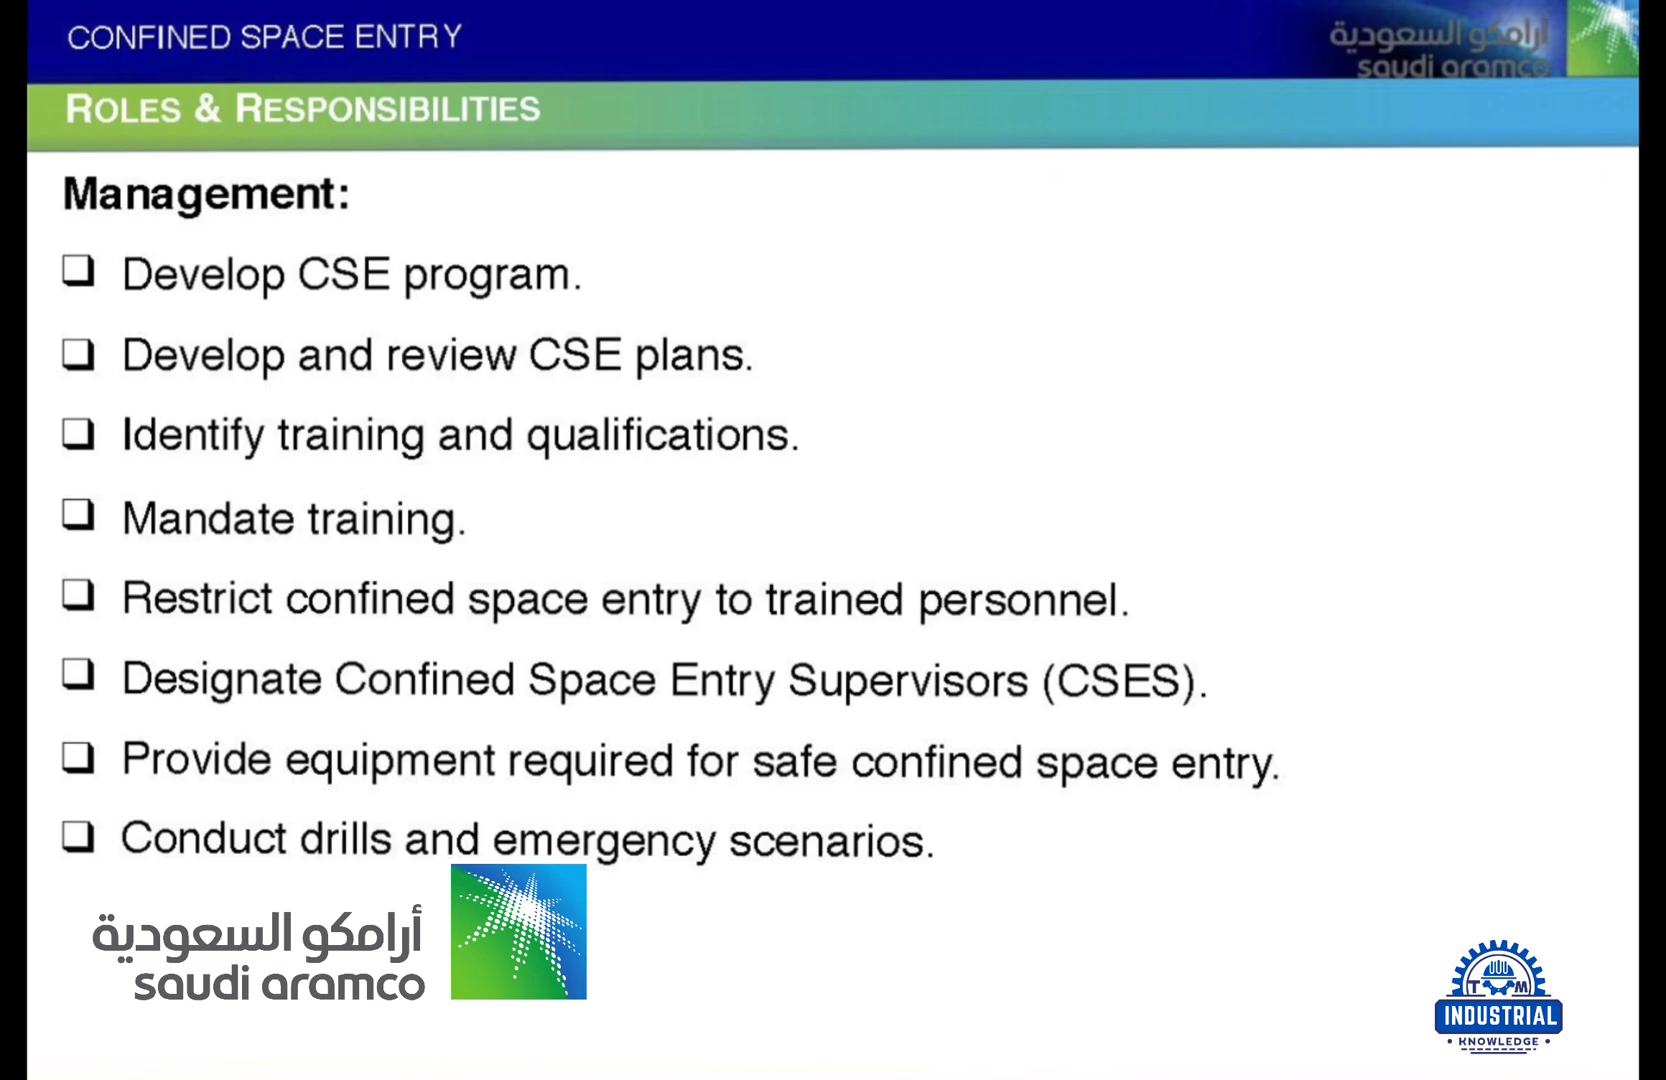 CONFINED SPACE ENTRY
أرامكو السعودية
saudi aramco
ROLES & RESPONSIBILITIES
Management:
❑ Develop CSE program.
❑ Develop and review CSE plans.
❑ Identify training and qualifications.
❑ Mandate training.
❑ Restrict confined space entry to trained personnel.
❑ Designate Confined Space Entry Supervisors (CSES).
❑ Provide equipment required for safe confined space entry.
❑ Conduct drills and emergency scenarios.
أرامكو السعودية
saudi aramco
T M
INDUSTRIAL
• KNOWLEDGE •